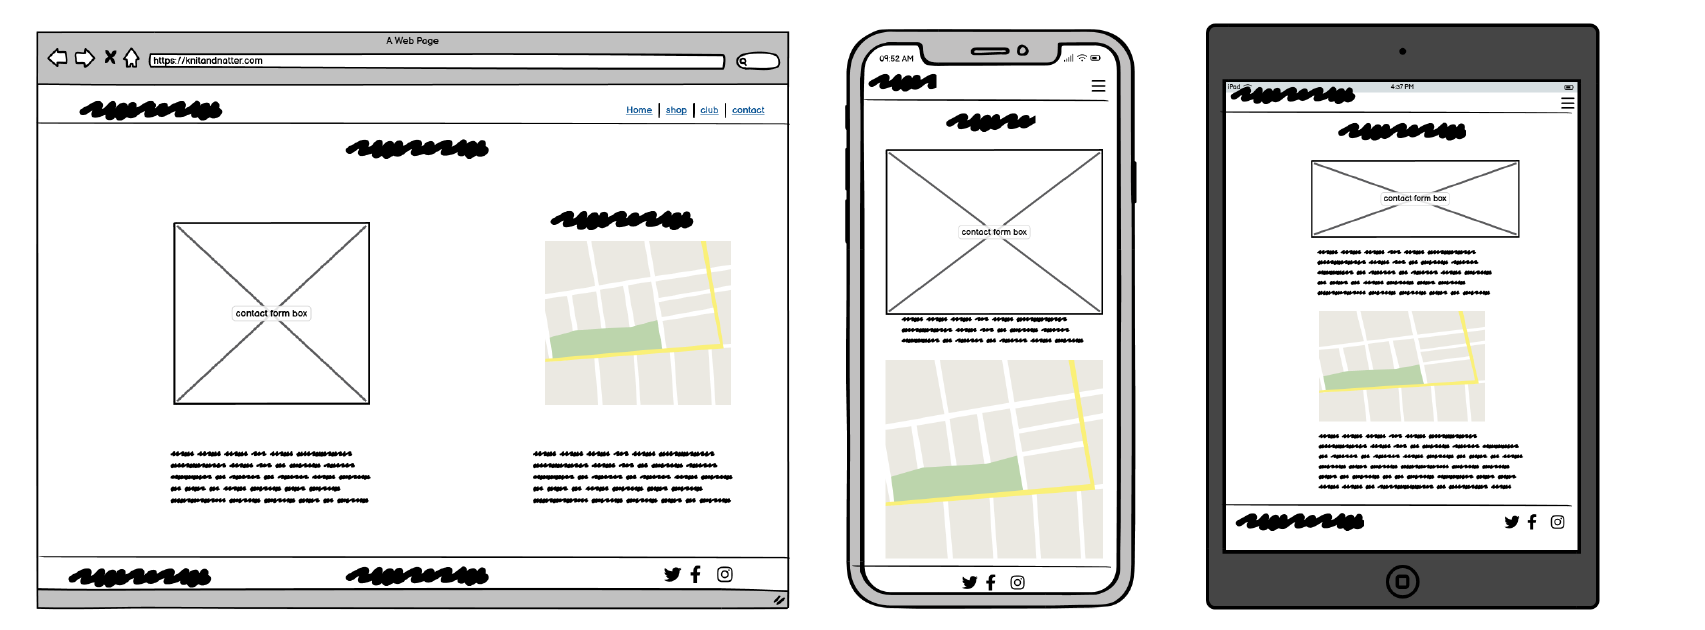 A Web Page
https://knitandnatter.com
Home shop club contact
contact form box
09:52 AM
contact form box
iPad
4:37 PM
contact form box